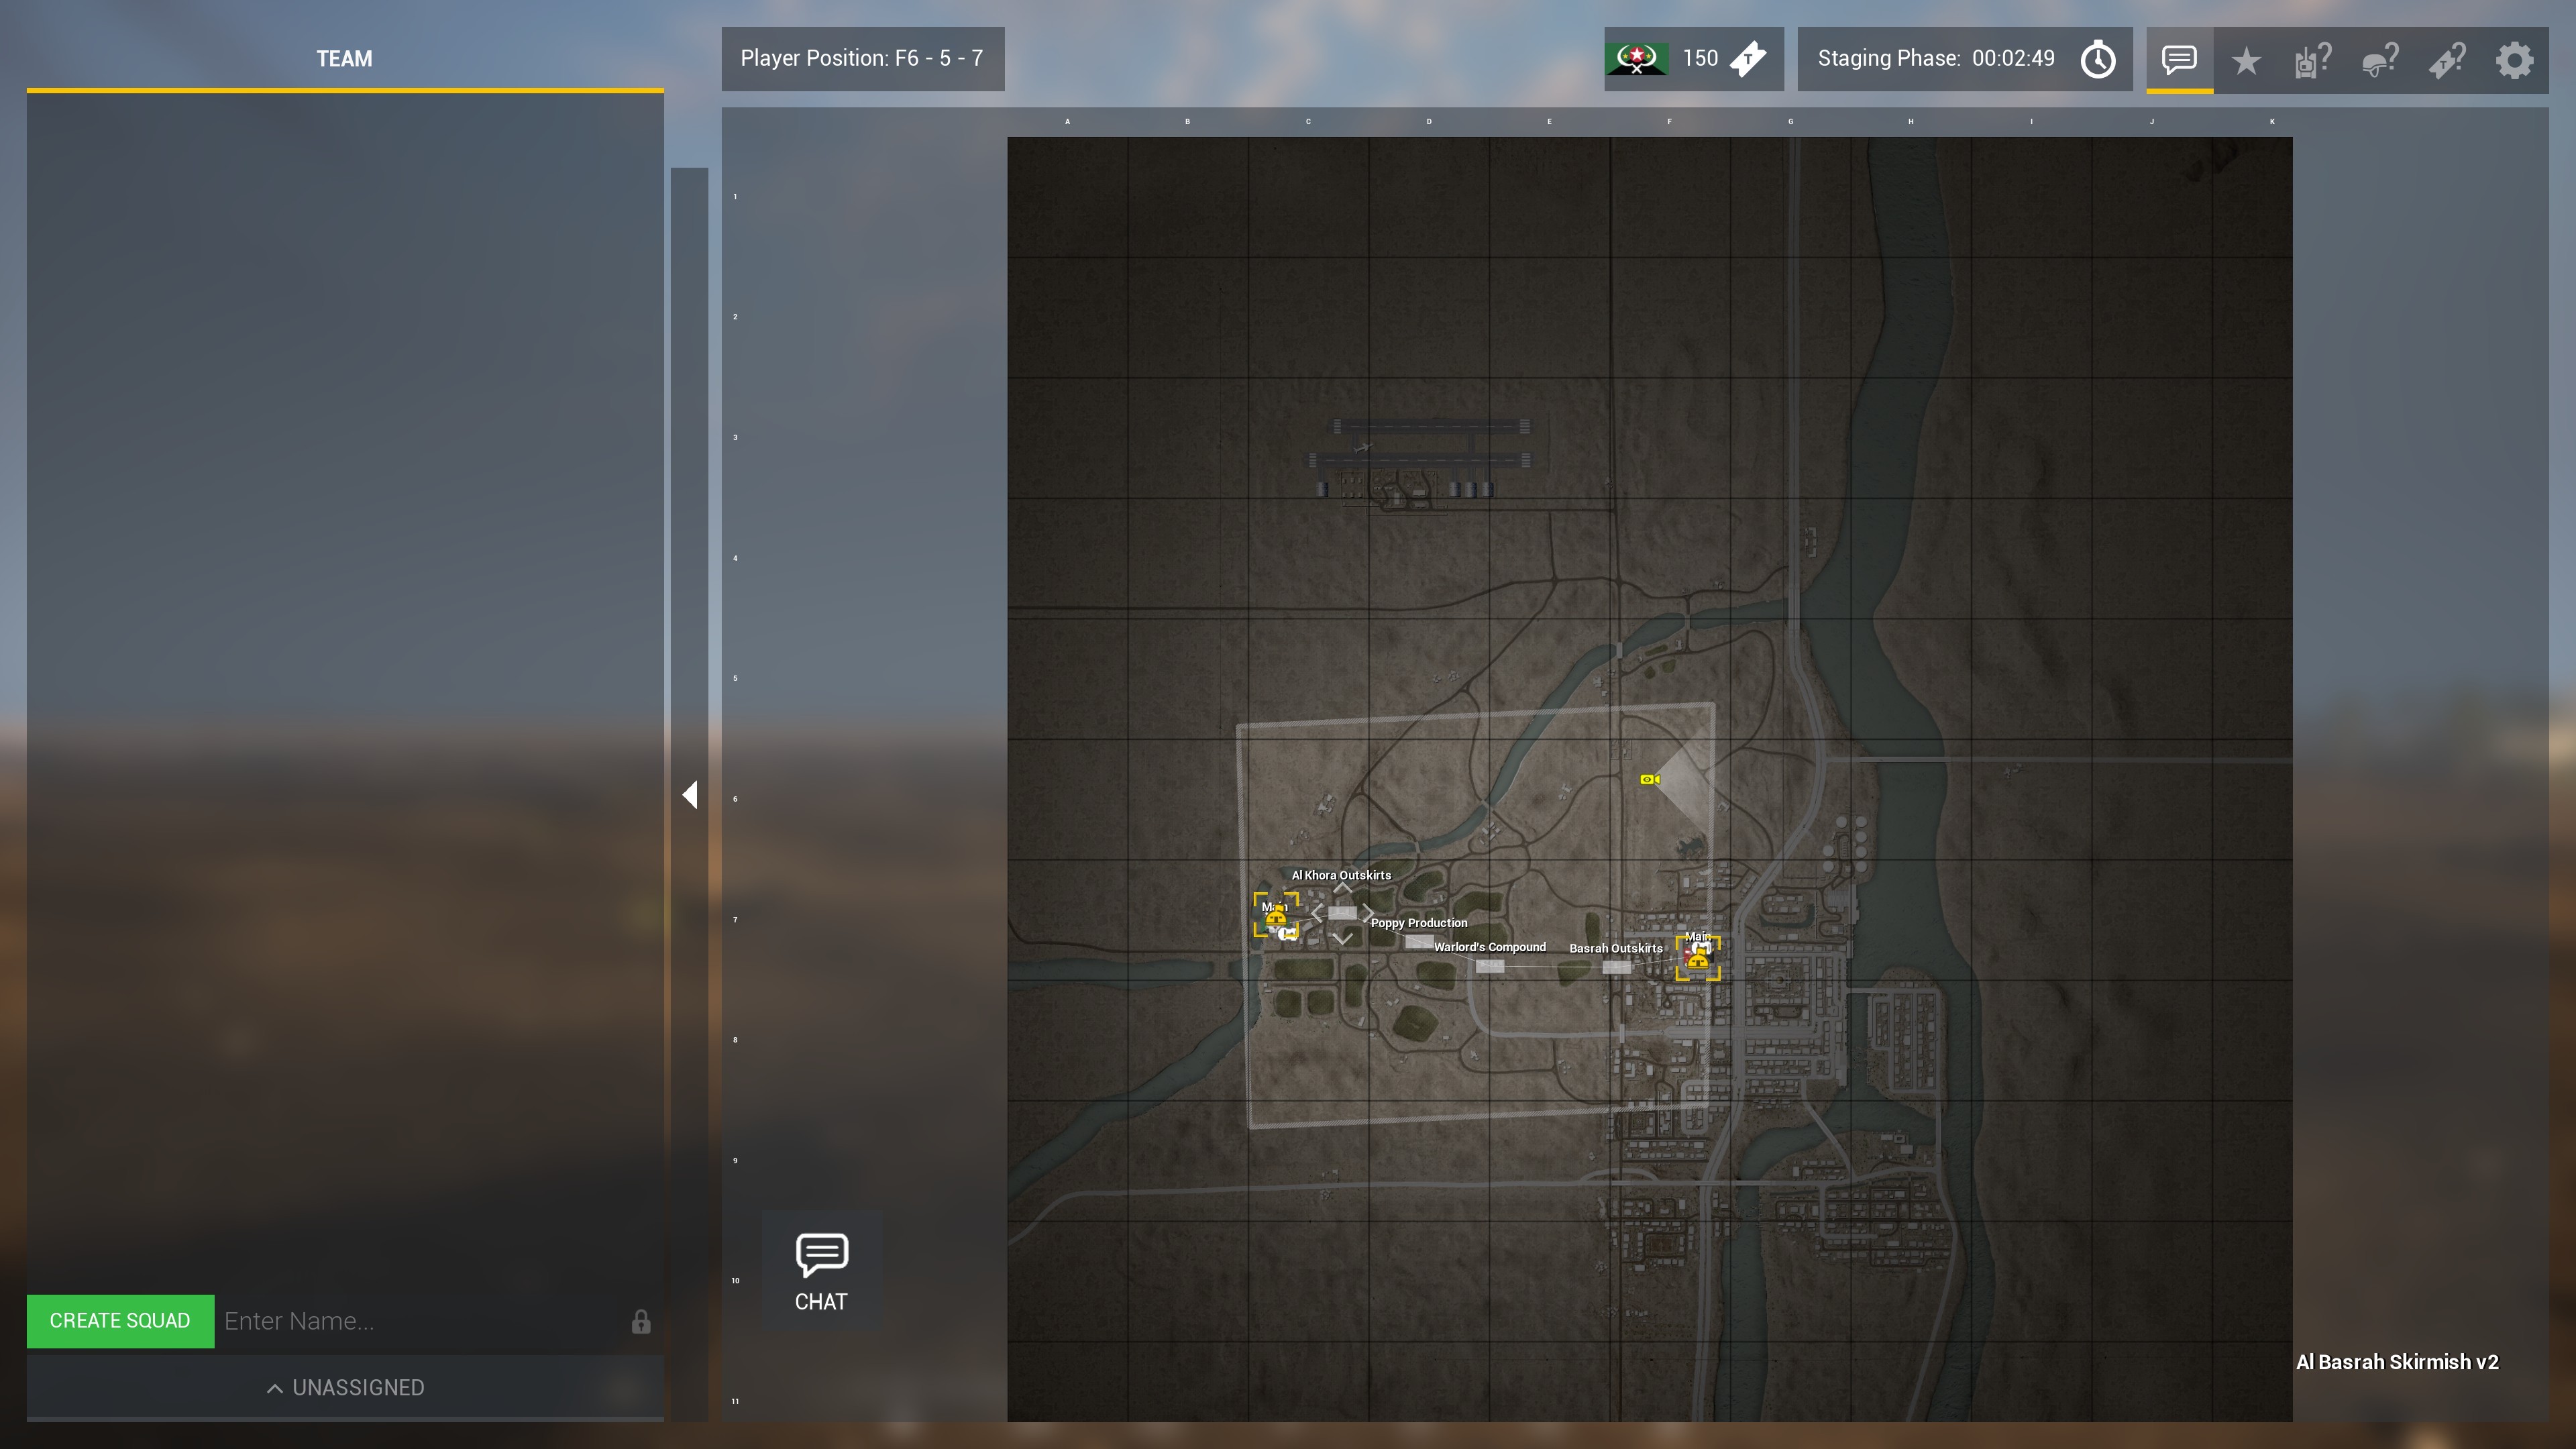 TEAM
Player Position: F6 - 5 - 7
150
T
Staging Phase: 00:02:49
?
?
T?
A B C D E F G H I J K
1
2
3
4
5
6
7
8
9
10
11
Al Khora Outskirts
Main
Poppy Production
Warlord's Compound
Basrah Outskirts
Main
CHAT
CREATE SQUAD
Enter Name...
UNASSIGNED
Al Basrah Skirmish v2